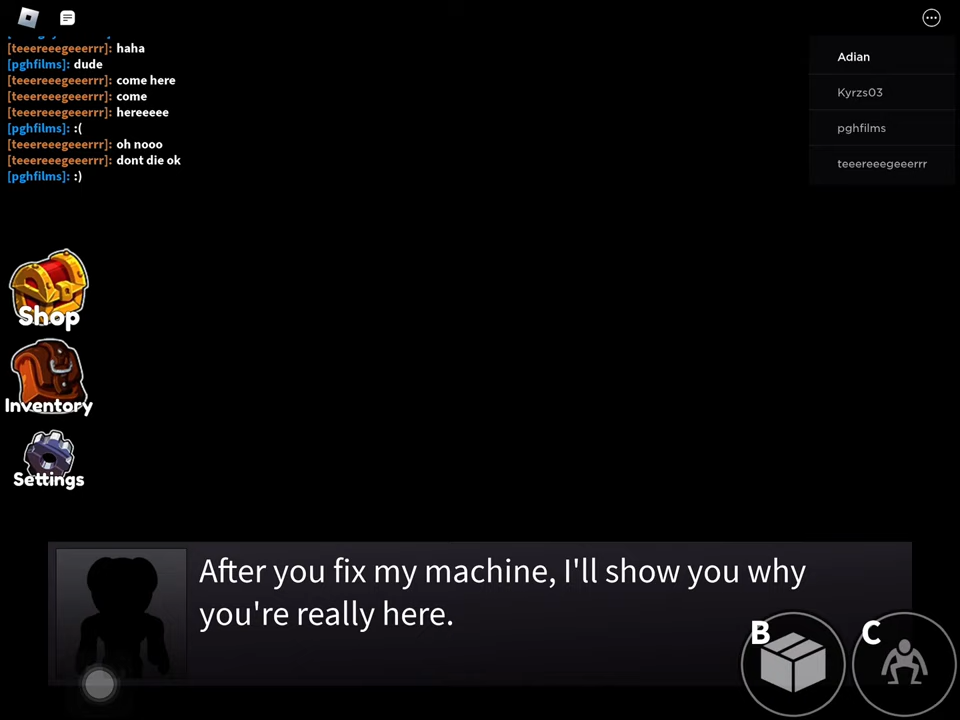 [teeereeegeeerrr]: haha
[pghfilms]: dude
[teeereeegeeerrr]: come here
[teeereeegeeerrr]: come
[teeereeegeeerrr]: hereeeee
[pghfilms]: :(
[teeereeegeeerrr]: oh nooo
[teeereeegeeerrr]: dont die ok
[pghfilms]: :)
Adian
Kyrzs03
pghfilms
teeereeegeeerrr
Shop
Inventory
Settings
After you fix my machine, I'll show you why
you're really here.
B
C